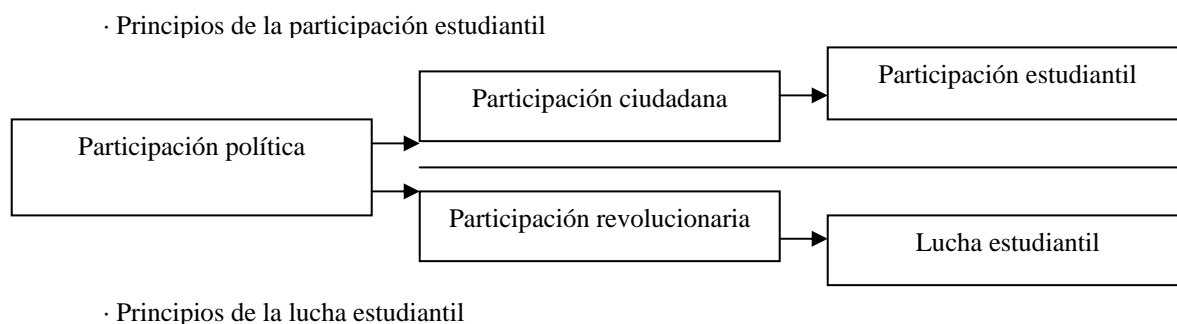 · Principios de la participación estudiantil
Participación estudiantil
Participación ciudadana
Participación política
Participación revolucionaria
Lucha estudiantil
· Principios de la lucha estudiantil